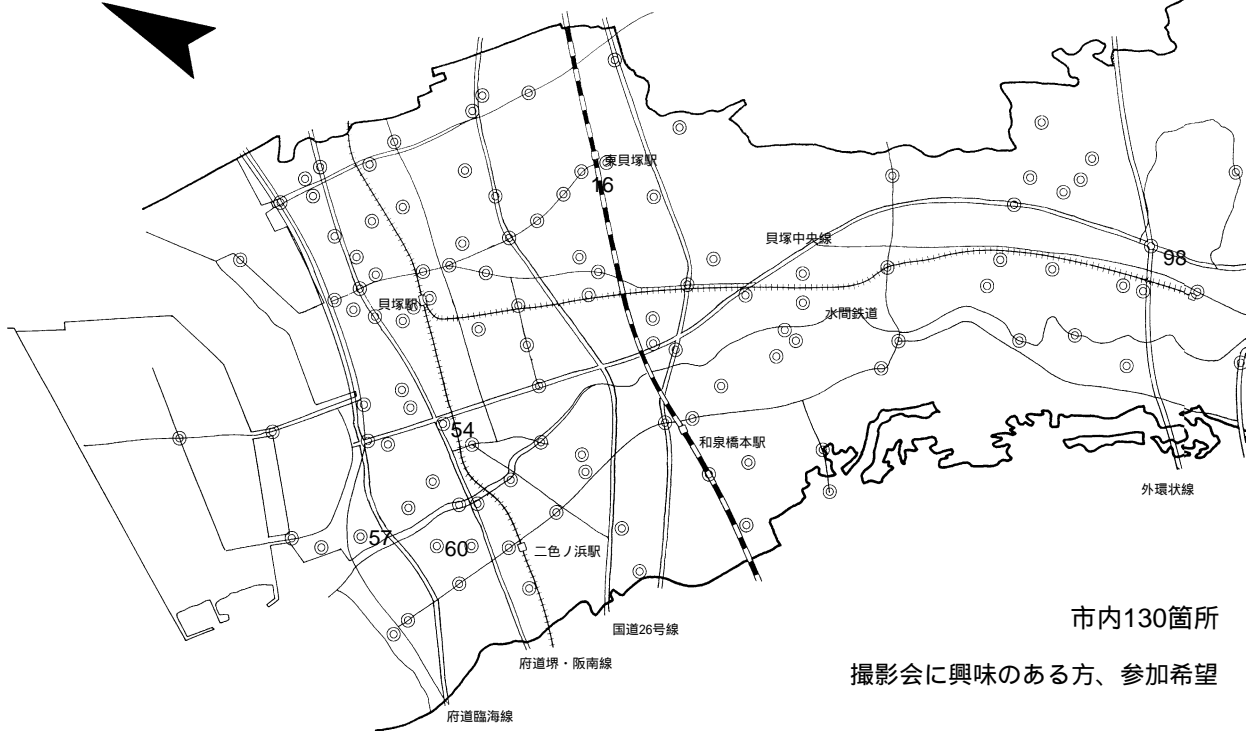 東貝塚駅
16
貝塚中央線
98
貝塚駅
水間鉄道
54
和泉橋本駅
外環状線
57
60
二色ノ浜駅
市内130箇所
国道26号線
府道堺・阪南線
撮影会に興味のある方、参加希望
府道臨海線